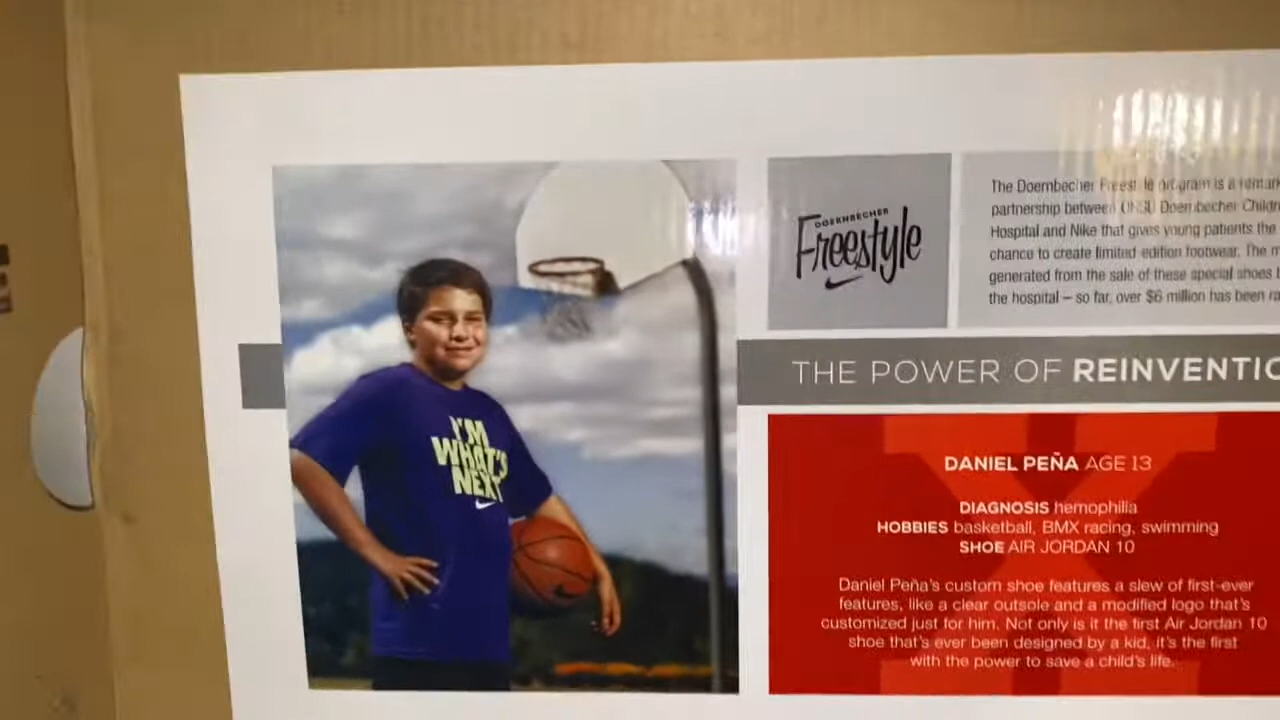 I'M
WHAT'S
NEXT
DOERNBECHER
Freestyle
The Doernbecher Freestyle program is a
partnership between OHSU Doernbecher
Hospital and Nike that gives young patients the
chance to create limited edition footwear. The
generated from the sale of these special shoes
the hospital – so far, over $6 million has been
THE POWER OF REINVENTIO
DANIEL PEÑA AGE 13
DIAGNOSIS hemophilia
HOBBIES basketball, BMX racing, swimming
SHOE AIR JORDAN 10
Daniel Peña's custom shoe features a slew of first-ever
features, like a clear outsole and a modified logo that's
customized just for him. Not only is it the first Air Jordan 10
shoe that's ever been designed by a kid, it's the first
with the power to save a child's life.